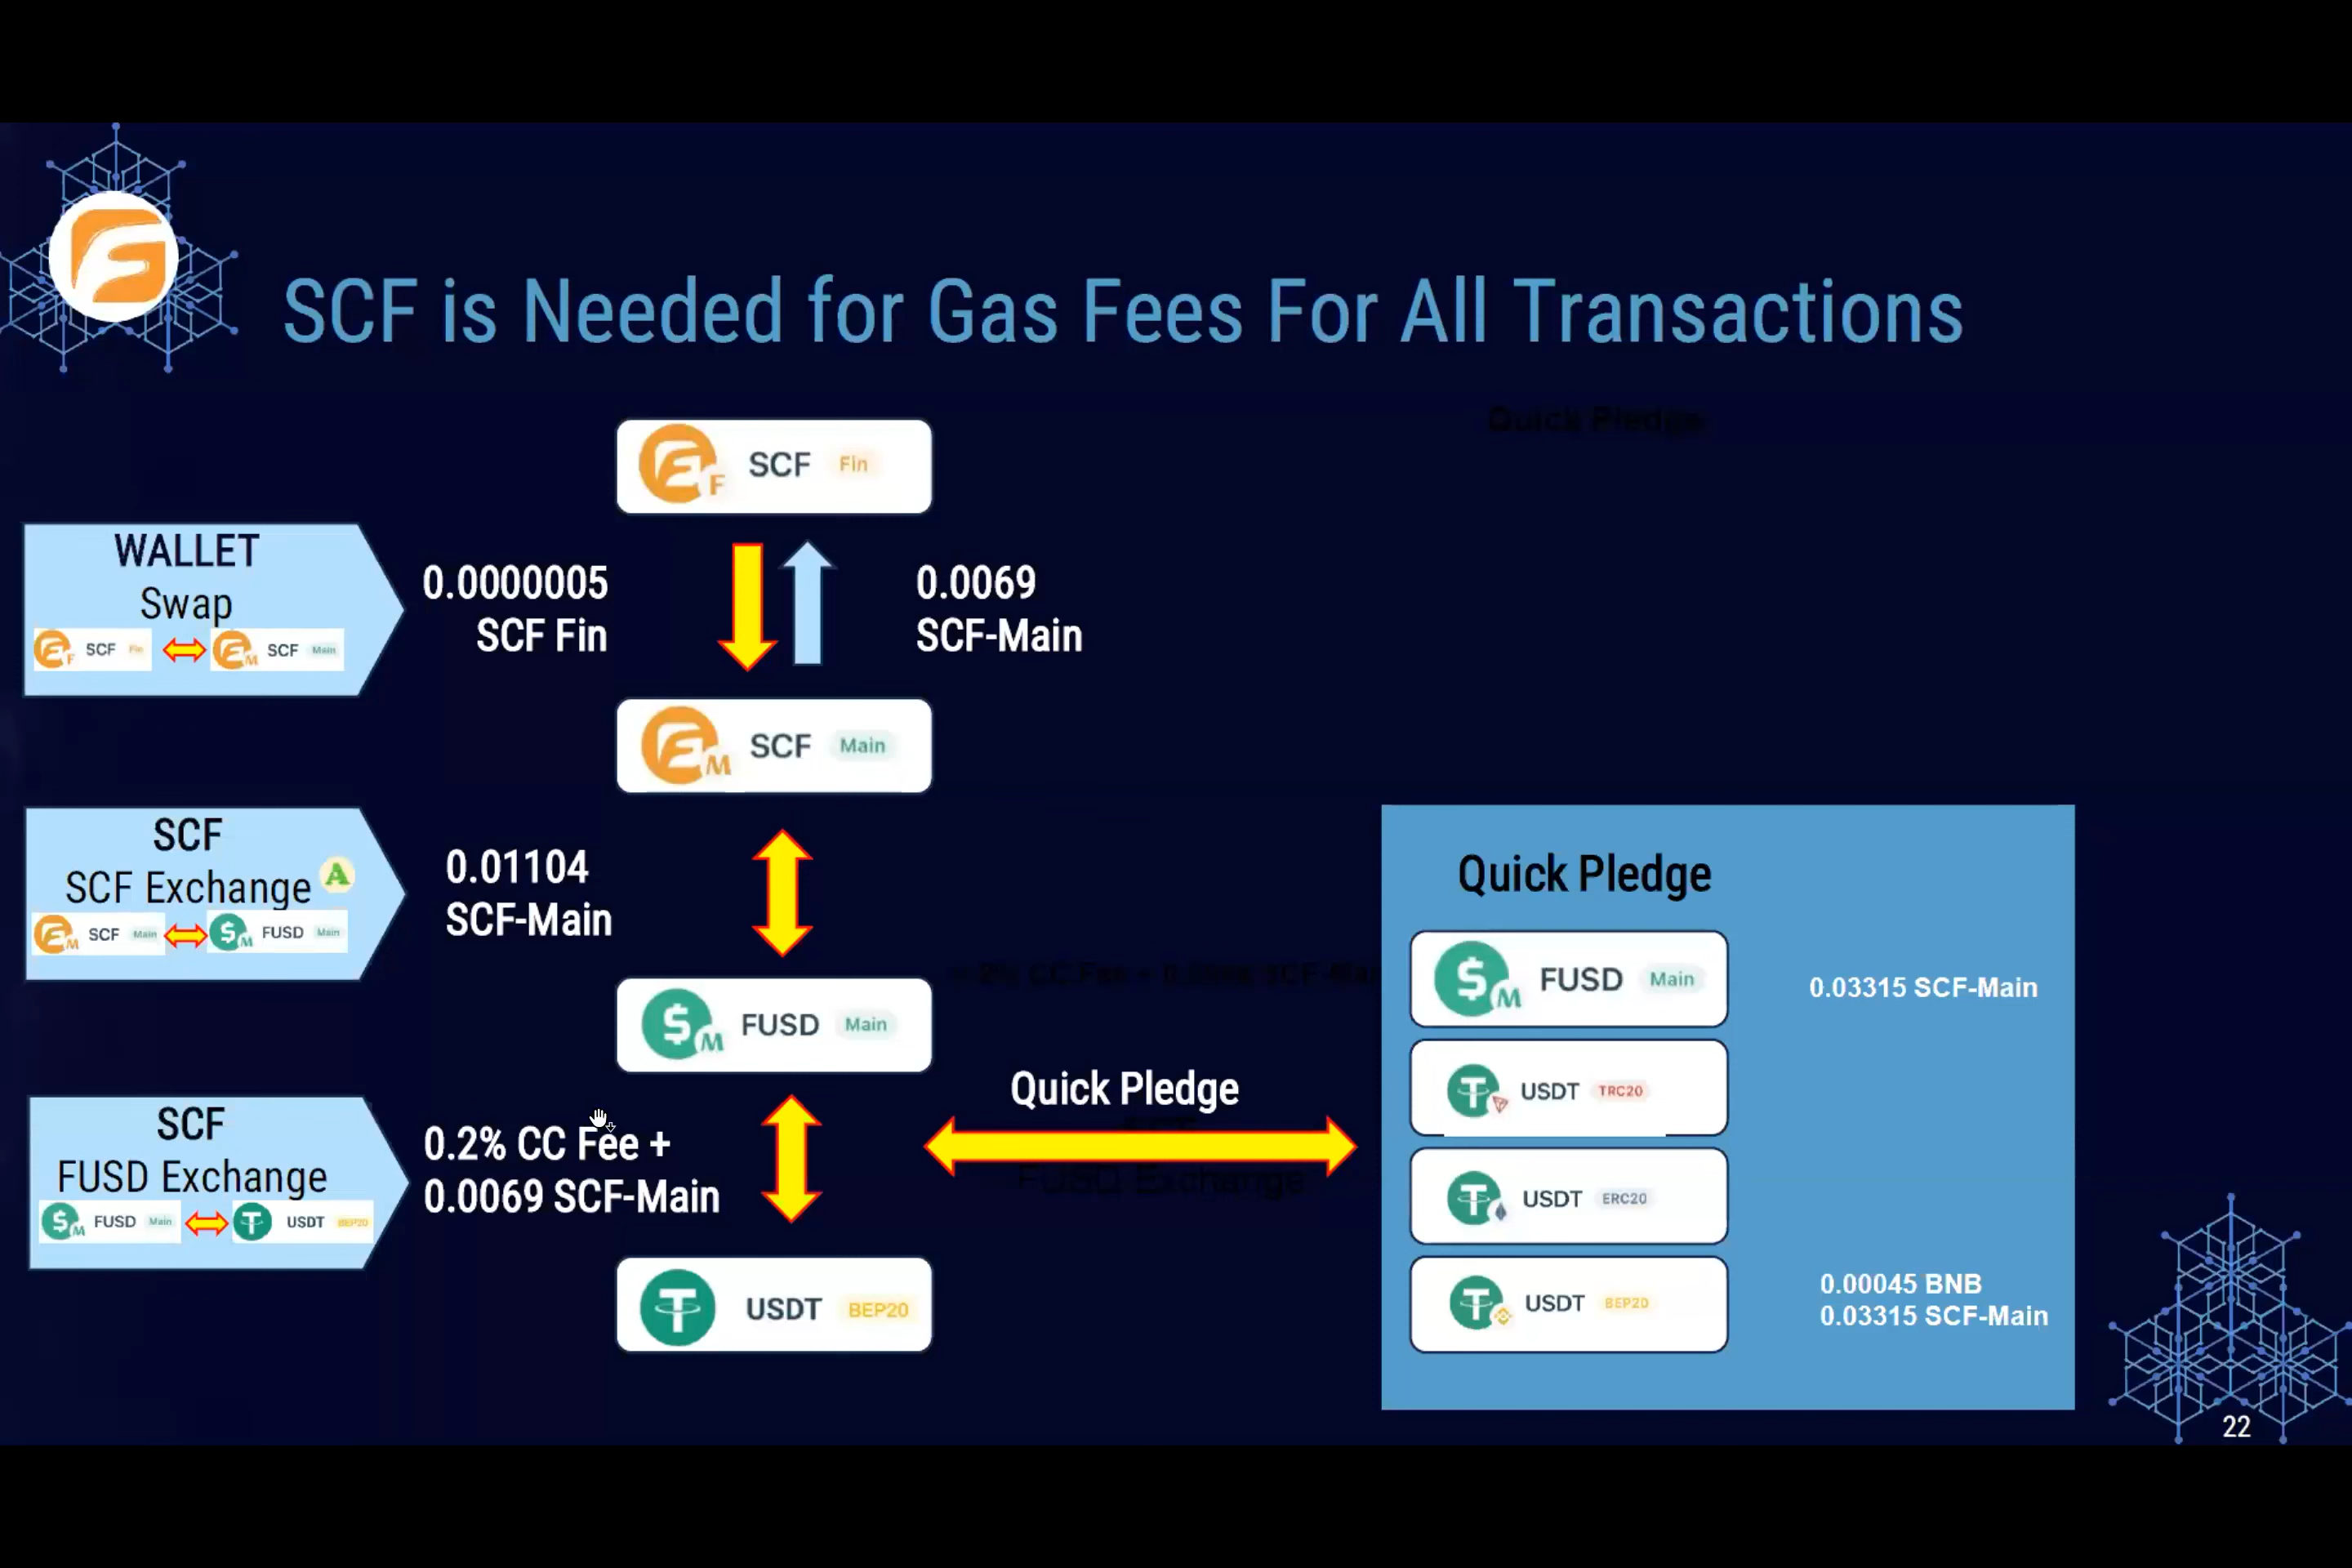 SCF is Needed for Gas Fees For All Transactions
Quick Pledge
SCF Fin
F
WALLET
Swap
SCF Fin
SCF Main
0.0000005
SCF Fin
0.0069
SCF-Main
SCF Main
M
SCF
SCF Exchange A
SCF Main
FUSD Main
0.01104
SCF-Main
FUSD Main
M
SCF
FUSD Exchange
FUSD Main
USDT BEP20
0.2% CC Fee +
0.0069 SCF-Main
Quick Pledge
FUSD Exchange
USDT BEP20
Quick Pledge
FUSD Main
M
0.03315 SCF-Main
USDT TRC20
USDT ERC20
USDT BEP20
0.00045 BNB
0.03315 SCF-Main
22